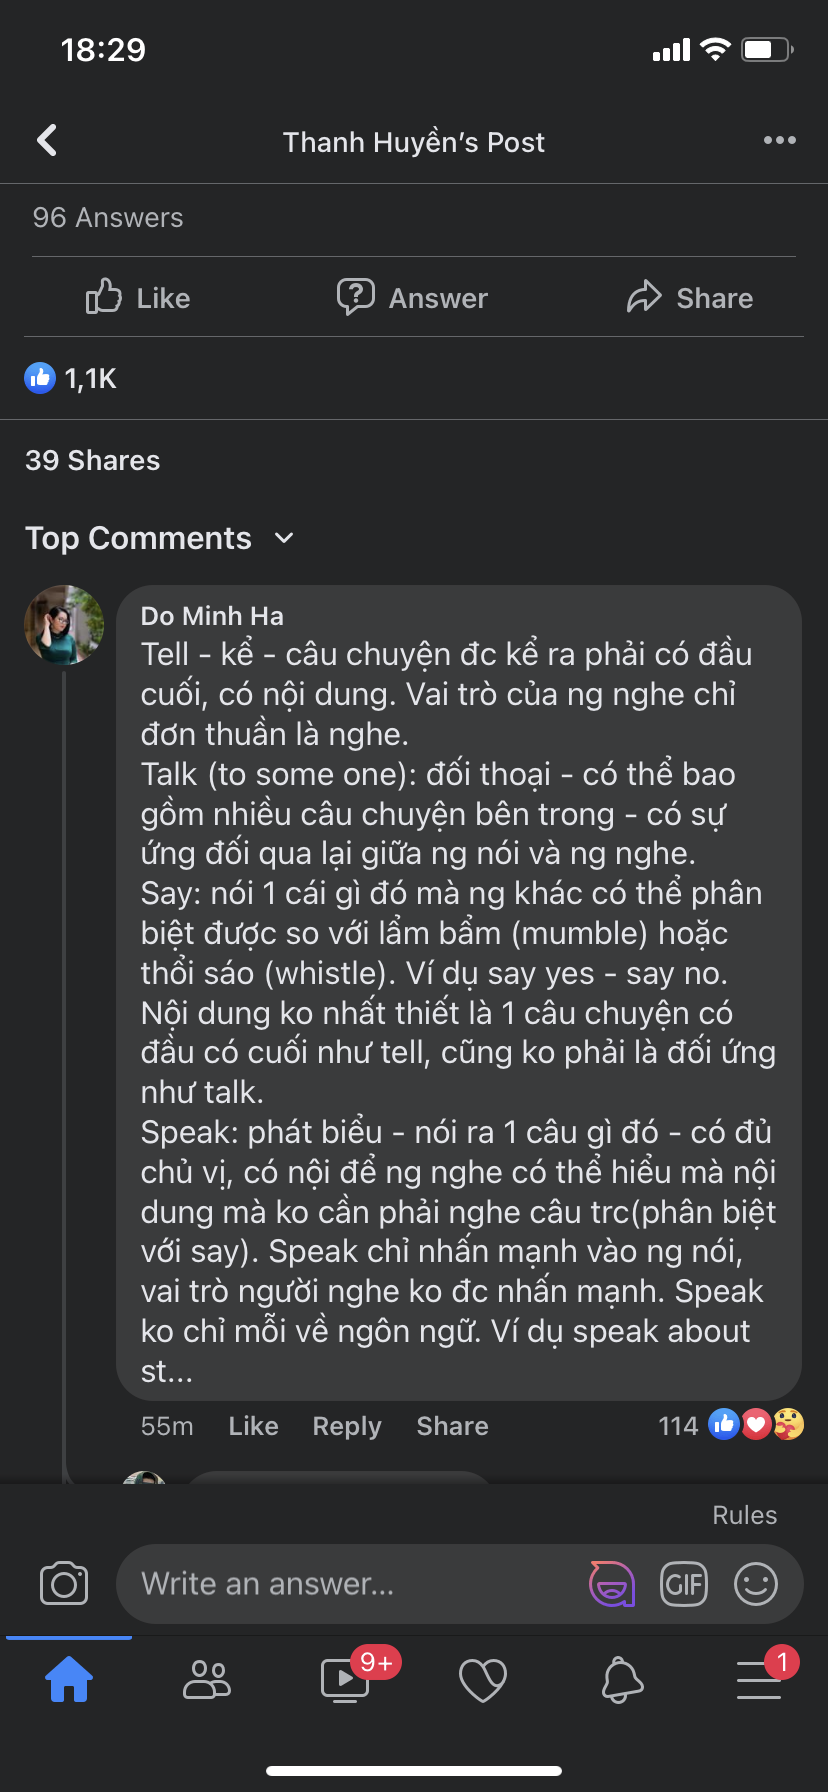 18:29
Thanh Huyền's Post
96 Answers
Like
Answer
Share
1,1K
39 Shares
Top Comments
Do Minh Ha
Tell - kể - câu chuyện đc kể ra phải có đầu
cuối, có nội dung. Vai trò của ng nghe chỉ
đơn thuần là nghe.
Talk (to some one): đối thoại - có thể bao
gồm nhiều câu chuyện bên trong - có sự
ứng đối qua lại giữa ng nói và ng nghe.
Say: nói 1 cái gì đó mà ng khác có thể phân
biệt được so với lẩm bẩm (mumble) hoặc
thổi sáo (whistle). Ví dụ say yes - say no.
Nội dung ko nhất thiết là 1 câu chuyện có
đầu có cuối như tell, cũng ko phải là đối ứng
như talk.
Speak: phát biểu - nói ra 1 câu gì đó - có đủ
chủ vị, có nội để ng nghe có thể hiểu mà nội
dung mà ko cần phải nghe câu trc(phân biệt
với say). Speak chỉ nhấn mạnh vào ng nói,
vai trò người nghe ko đc nhấn mạnh. Speak
ko chỉ mỗi về ngôn ngữ. Ví dụ speak about
st...
55m
Like
Reply
Share
114
Rules
Write an answer...
GIF
9+
1